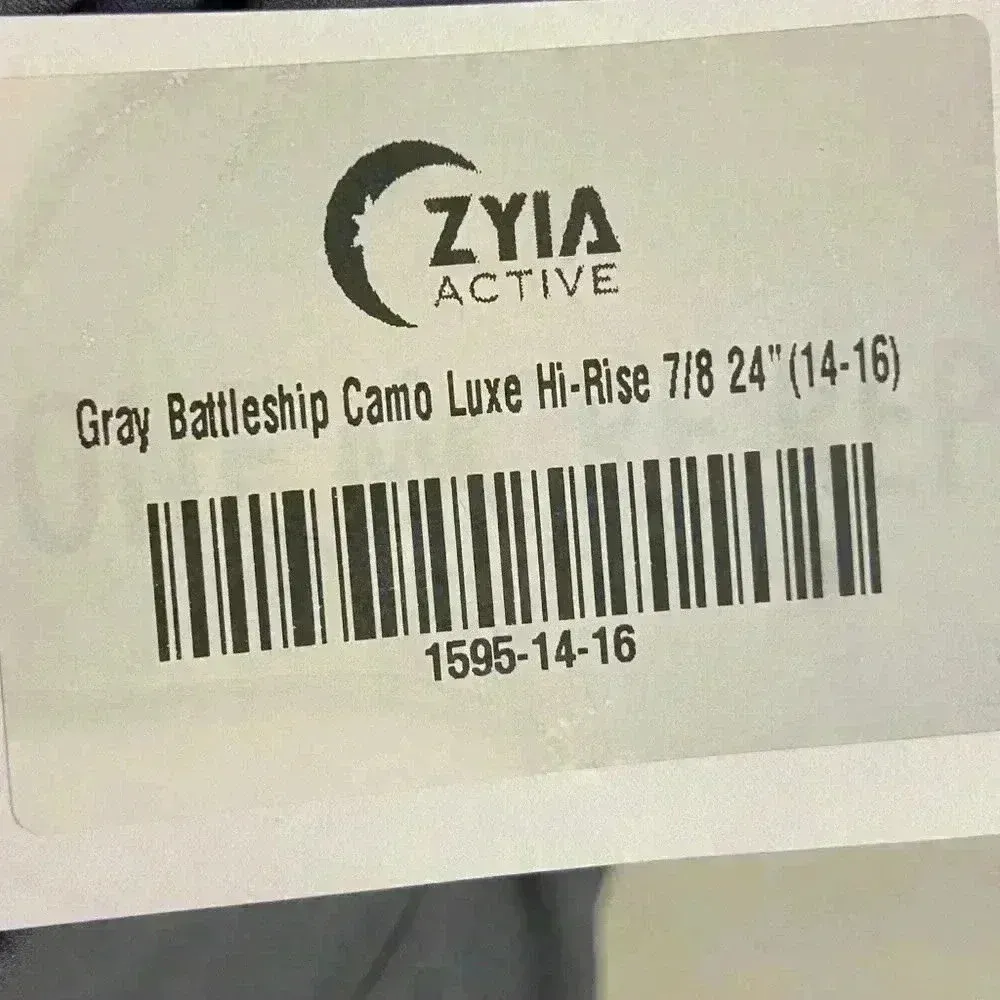 ZYIA
ACTIVE
Gray Battleship Camo Luxe Hi-Rise 7/8 24"(14-16)
1595-14-16